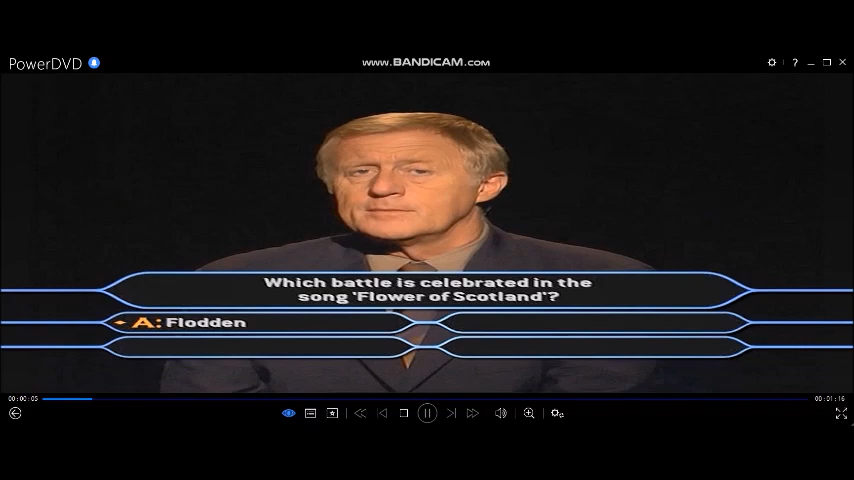 PowerDVD
www.BANDICAM.com
?
Which battle is celebrated in the
song 'Flower of Scotland'?
A: Flodden
00:00:05
00:01:16